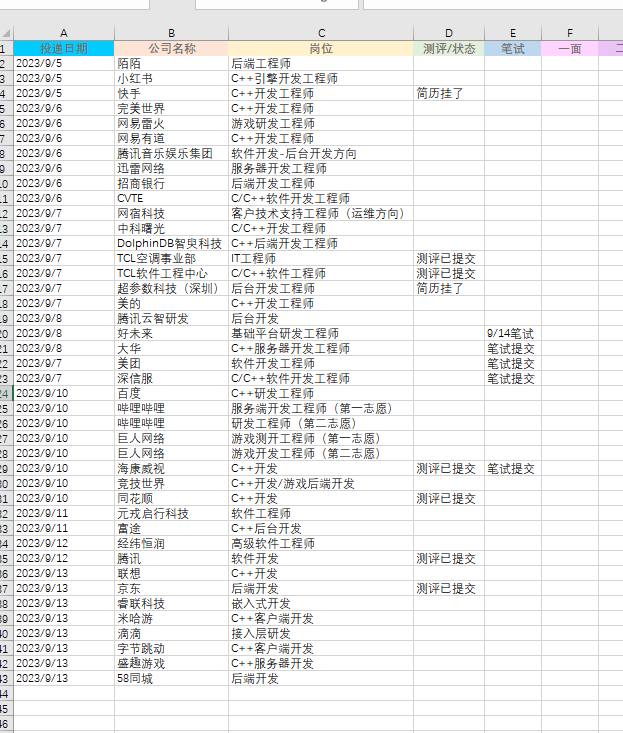 A B C D E F
1 投递日期 公司名称 岗位 测评/状态 笔试 一面 二
2 2023/9/5 陌陌 后端工程师
3 2023/9/5 小红书 C++引擎开发工程师
4 2023/9/5 快手 C++开发工程师 简历挂了
5 2023/9/6 完美世界 C++开发工程师
6 2023/9/6 网易雷火 游戏研发工程师
7 2023/9/6 网易有道 C++开发工程师
8 2023/9/6 腾讯音乐娱乐集团 软件开发-后台开发方向
9 2023/9/6 迅雷网络 服务器开发工程师
10 2023/9/6 招商银行 后端开发工程师
11 2023/9/6 CVTE C/C++软件开发工程师
12 2023/9/7 网宿科技 客户技术支持工程师（运维方向）
13 2023/9/7 中科曙光 C/C++开发工程师
14 2023/9/7 DolphinDB智臾科技 C++后端开发工程师
15 2023/9/7 TCL空调事业部 IT工程师 测评已提交
16 2023/9/7 TCL软件工程中心 C/C++软件工程师 测评已提交
17 2023/9/7 超参数科技（深圳） 后台开发工程师 简历挂了
18 2023/9/7 美的 C++开发工程师
19 2023/9/8 腾讯云智研发 后台开发
20 2023/9/8 好未来 基础平台研发工程师 9/14笔试
21 2023/9/8 大华 C++服务器开发工程师 笔试提交
22 2023/9/7 美团 软件开发工程师 笔试提交
23 2023/9/7 深信服 C/C++软件开发工程师 笔试提交
24 2023/9/10 百度 C++研发工程师
25 2023/9/10 哔哩哔哩 服务端开发工程师（第一志愿）
26 2023/9/10 哔哩哔哩 研发工程师（第二志愿）
27 2023/9/10 巨人网络 游戏测开工程师（第一志愿）
28 2023/9/10 巨人网络 游戏开发工程师（第二志愿）
29 2023/9/10 海康威视 C++开发 测评已提交 笔试提交
30 2023/9/10 竞技世界 C++开发/游戏后端开发
31 2023/9/10 同花顺 C++开发 测评已提交
32 2023/9/11 元戎启行科技 软件工程师
33 2023/9/11 富途 C++后台开发
34 2023/9/12 经纬恒润 高级软件工程师
35 2023/9/12 腾讯 软件开发 测评已提交
36 2023/9/13 联想 C++开发
37 2023/9/13 京东 后端开发 测评已提交
38 2023/9/13 睿联科技 嵌入式开发
39 2023/9/13 米哈游 C++客户端开发
40 2023/9/13 滴滴 接入层研发
41 2023/9/13 字节跳动 C++客户端开发
42 2023/9/13 盛趣游戏 C++服务器开发
43 2023/9/13 58同城 后端开发
44
45
46